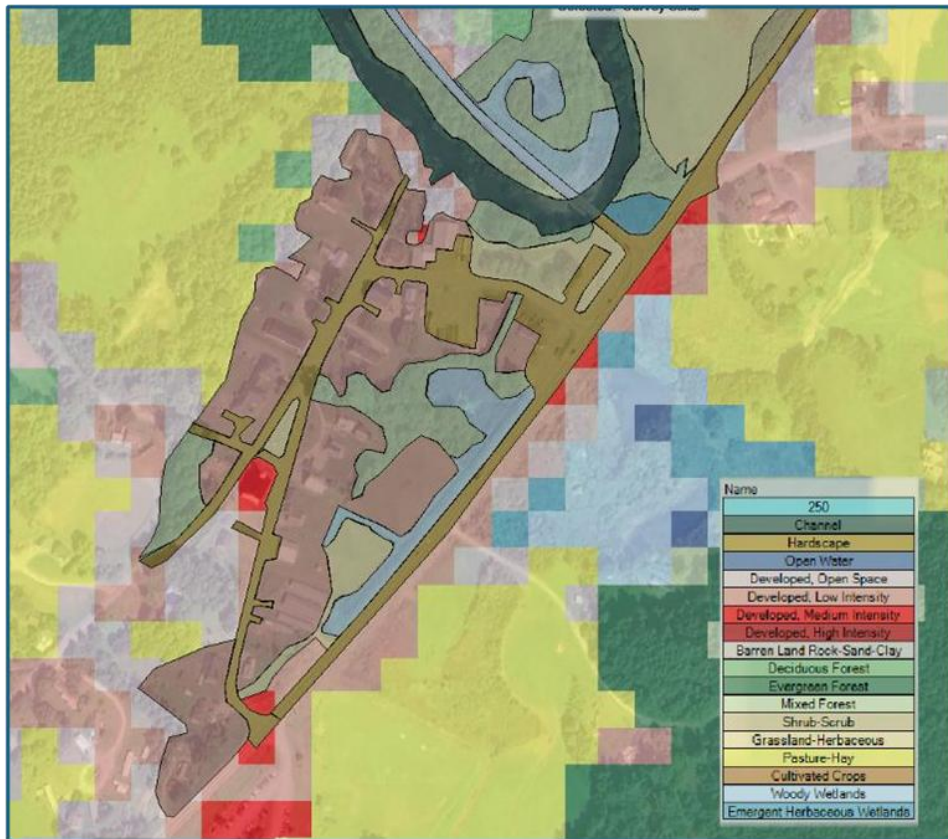 Name
250
Channel
Hardscape
Open Water
Developed, Open Space
Developed, Low Intensity
Developed, Medium Intensity
Developed, High Intensity
Barren Land Rock-Sand-Clay
Deciduous Forest
Evergreen Forest
Mixed Forest
Shrub-Scrub
Grassland-Herbaceous
Pasture-Hay
Cultivated Crops
Woody Wetlands
Emergent Herbaceous Wetlands